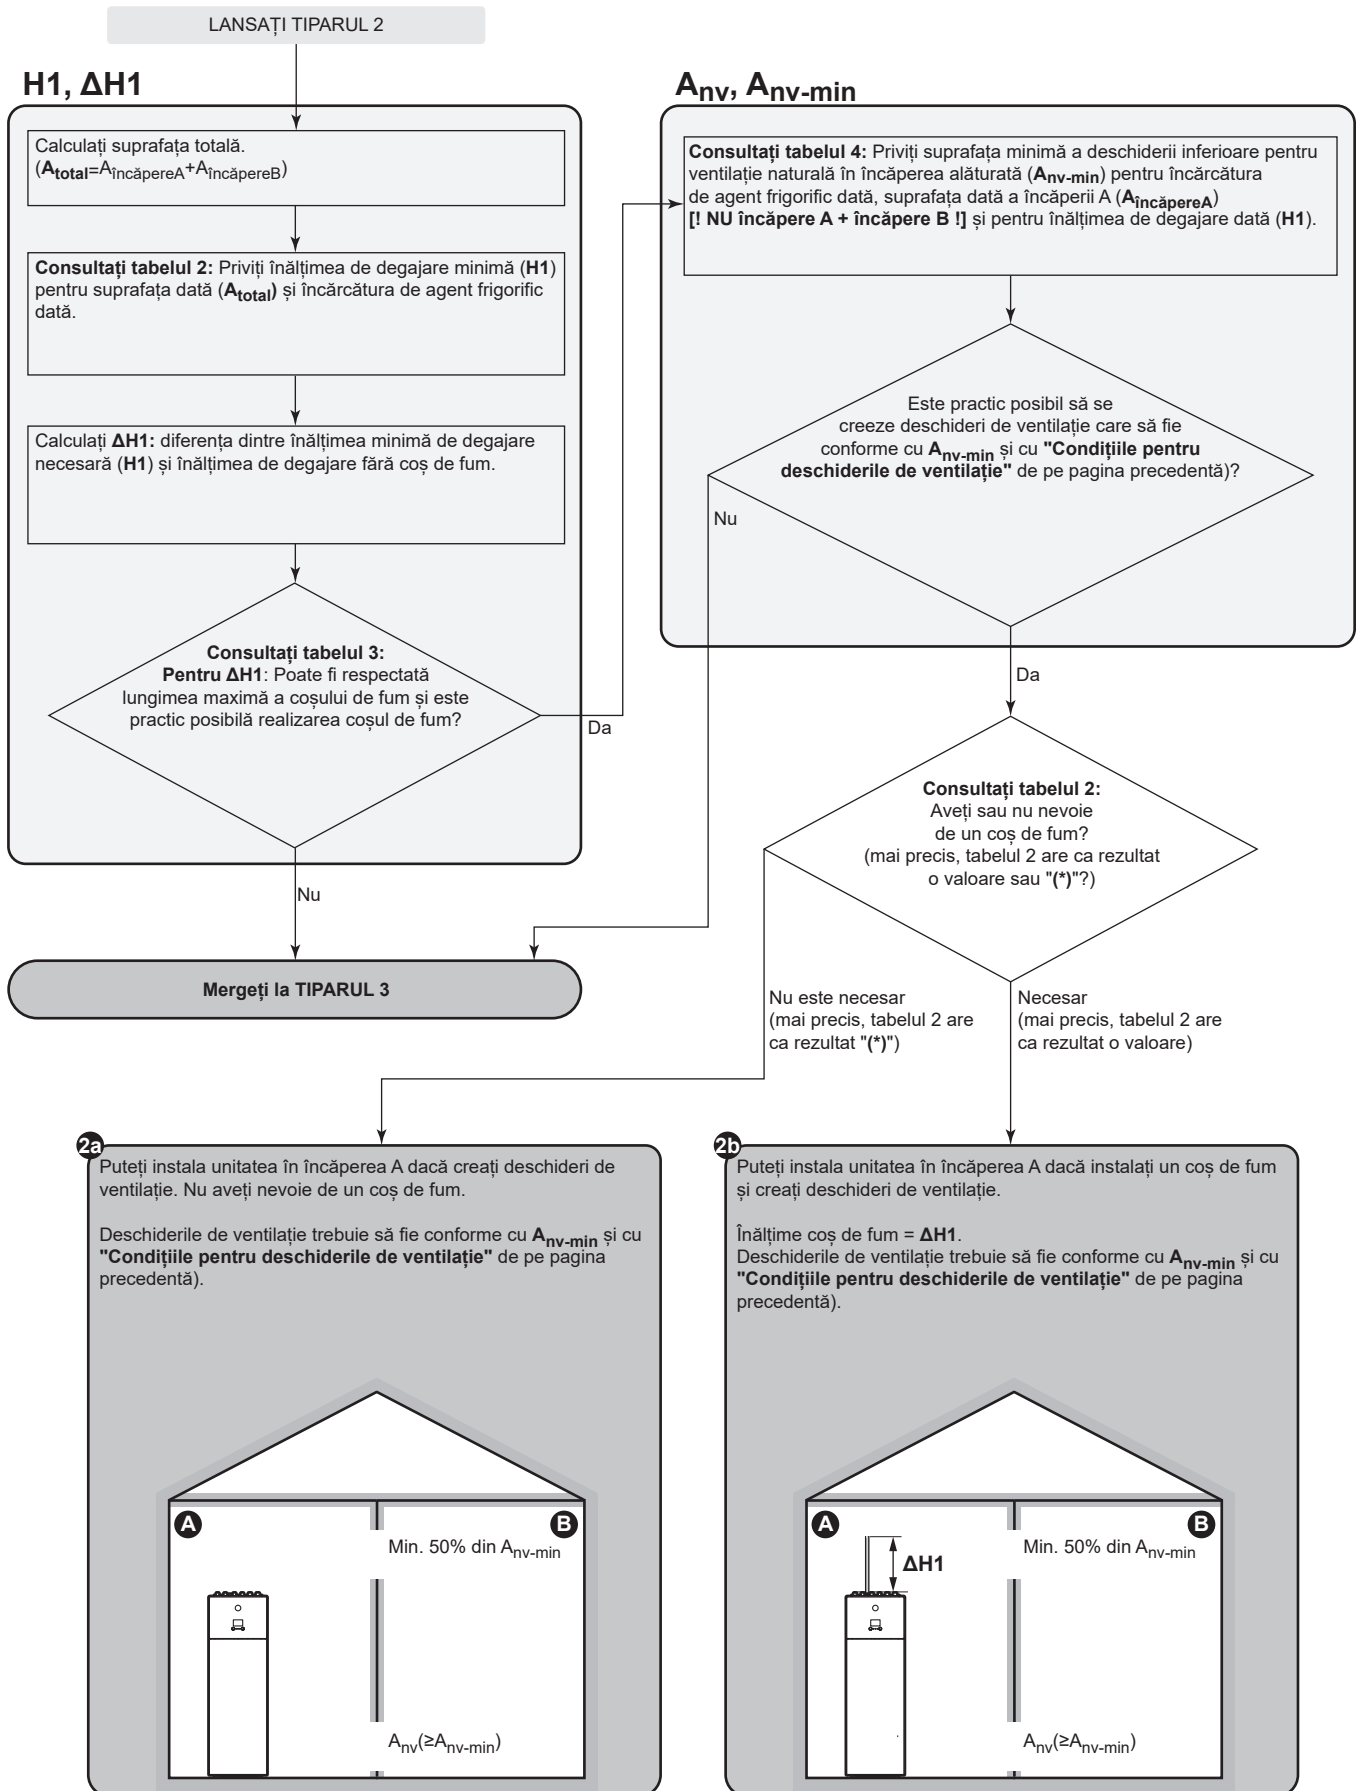 LANSAȚI TIPARUL 2
H1, ΔH1
Calculați suprafața totală.
(Atotal=AîncăpereA+AîncăpereB)
Consultați tabelul 2: Priviți înălțimea de degajare minimă (H1)
pentru suprafața dată (Atotal) și încărcătura de agent frigorific
dată.
Calculați ΔH1: diferența dintre înălțimea minimă de degajare
necesară (H1) și înălțimea de degajare fără coș de fum.
Consultați tabelul 3:
Pentru ΔH1: Poate fi respectată
lungimea maximă a coșului de fum și este
practic posibilă realizarea coșul de fum?
Da
Nu
Mergeți la TIPARUL 3
Anv, Anv-min
Consultați tabelul 4: Priviți suprafața minimă a deschiderii inferioare pentru
ventilație naturală în încăperea alăturată (Anv-min) pentru încărcătura
de agent frigorific dată, suprafața dată a încăperii A (AîncăpereA)
[! NU încăpere A + încăpere B !] și pentru înălțimea de degajare dată (H1).
Este practic posibil să se
creeze deschideri de ventilație care să fie
conforme cu Anv-min și cu "Condițiile pentru
deschiderile de ventilație" de pe pagina precedentă)?
Nu
Da
Consultați tabelul 2:
Aveți sau nu nevoie
de un coș de fum?
(mai precis, tabelul 2 are ca rezultat
o valoare sau "(*)"?)
Nu este necesar
(mai precis, tabelul 2 are
ca rezultat "(*)")
Necesar
(mai precis, tabelul 2 are
ca rezultat o valoare)
2a
Puteți instala unitatea în încăperea A dacă creați deschideri de
ventilație. Nu aveți nevoie de un coș de fum.
Deschiderile de ventilație trebuie să fie conforme cu Anv-min și cu
"Condițiile pentru deschiderile de ventilație" de pe pagina
precedentă).
A
B
Min. 50% din Anv-min
Anv(≥Anv-min)
2b
Puteți instala unitatea în încăperea A dacă instalați un coș de fum
și creați deschideri de ventilație.
Înălțime coș de fum = ΔH1.
Deschiderile de ventilație trebuie să fie conforme cu Anv-min și cu
"Condițiile pentru deschiderile de ventilație" de pe pagina
precedentă).
A
B
Min. 50% din Anv-min
ΔH1
Anv(≥Anv-min)